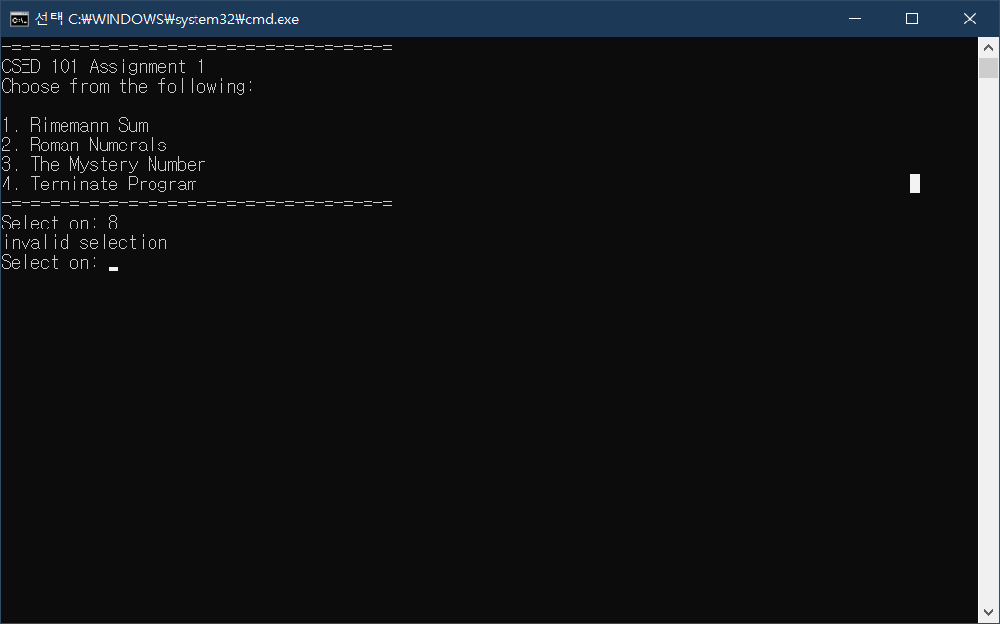 선택 C:₩WINDOWS₩system32₩cmd.exe
-=-=-=-=-=-=-=-=-=-=-=-=-=-=-=-=-=-=-=-=
CSED 101 Assignment 1
Choose from the following:
1. Rimemann Sum
2. Roman Numerals
3. The Mystery Number
4. Terminate Program
-=-=-=-=-=-=-=-=-=-=-=-=-=-=-=-=-=-=-=-=
Selection: 8
invalid selection
Selection: